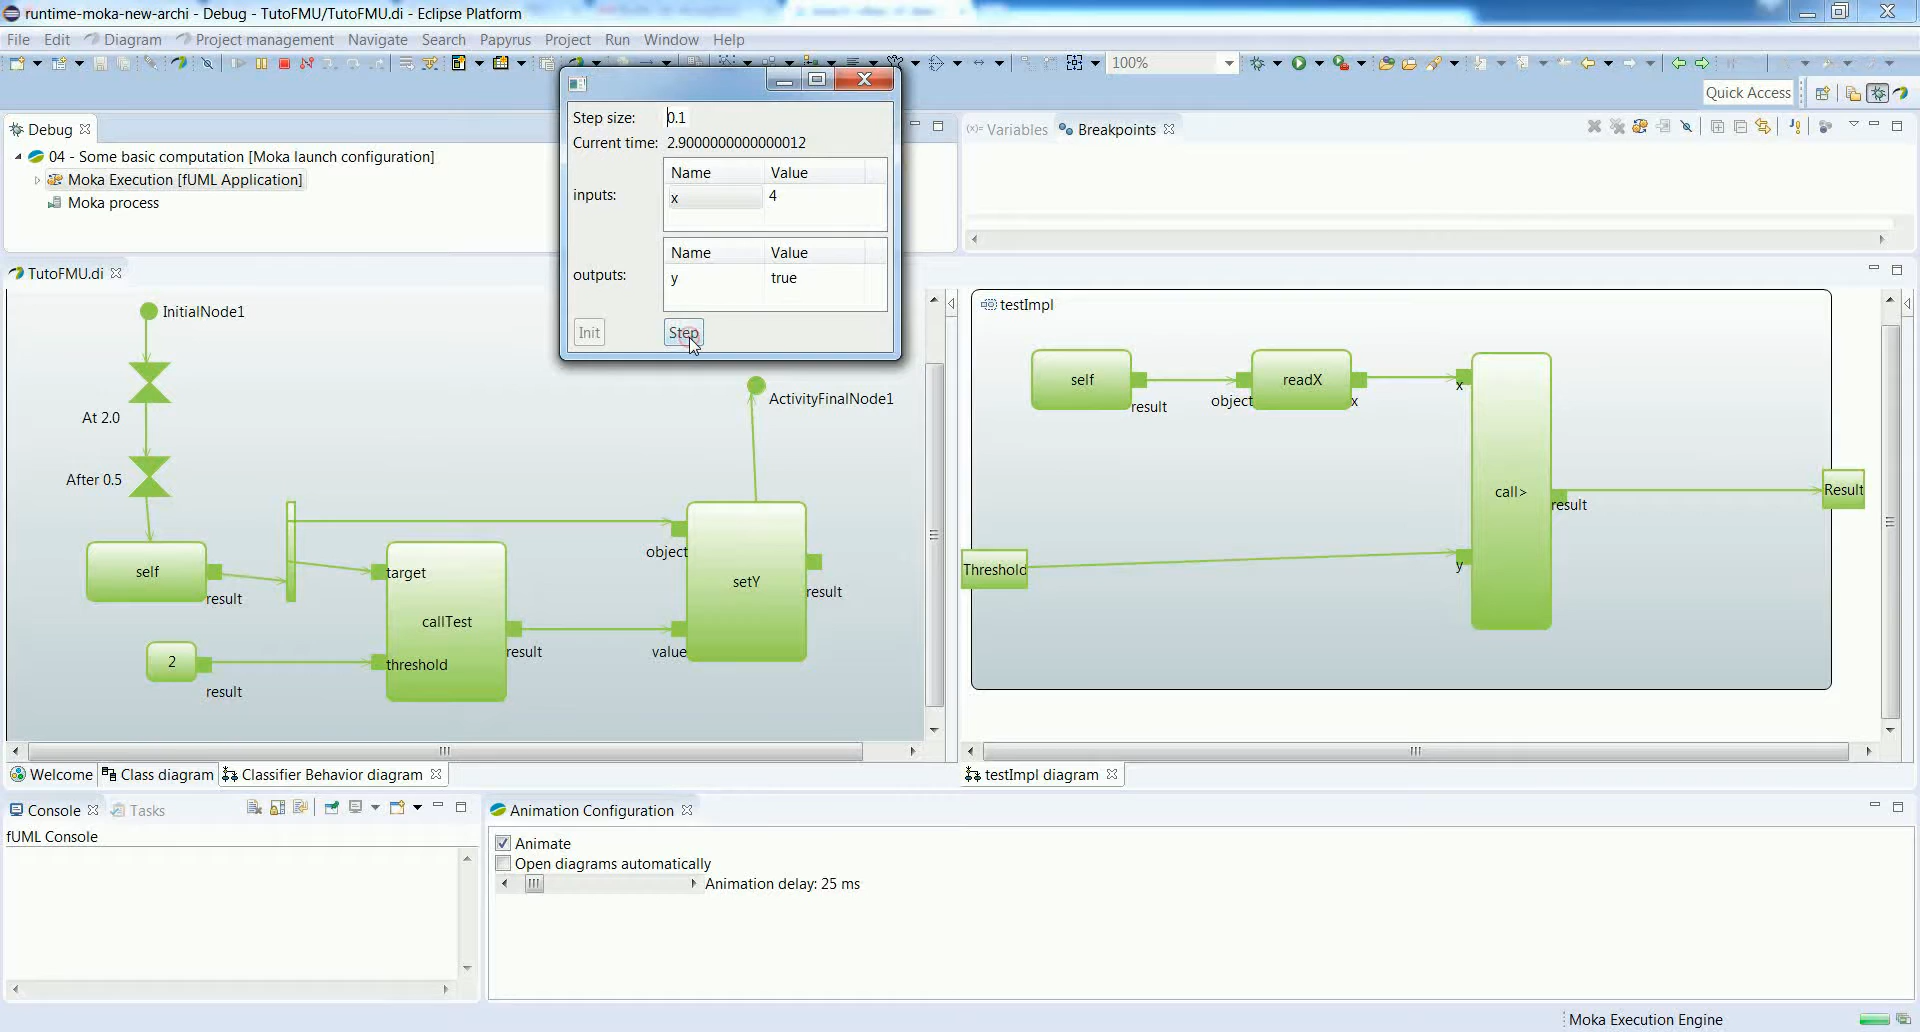 runtime-moka-new-archi - Debug - TutoFMU/TutoFMU.di - Eclipse Platform
File Edit Diagram Project management Navigate Search Papyrus Project Run Window Help
100%
Quick Access
Debug
04 - Some basic computation [Moka launch configuration]
Moka Execution [fUML Application]
Moka process
Step size: 0.1
Current time: 2.9000000000000012
Name Value
inputs:
x 4
Name Value
outputs:
y true
Init Step
(x)= Variables Breakpoints
TutoFMU.di
InitialNode1
At 2.0
After 0.5
self
result
2
result
target
callTest
threshold
result
object
setY
value
result
ActivityFinalNode1
testImpl
self
result
object
readX
x
x
call>
y
result
Threshold
Result
Welcome Class diagram Classifier Behavior diagram
testImpl diagram
Console Tasks
fUML Console
Animation Configuration
Animate
Open diagrams automatically
Animation delay: 25 ms
Moka Execution Engine